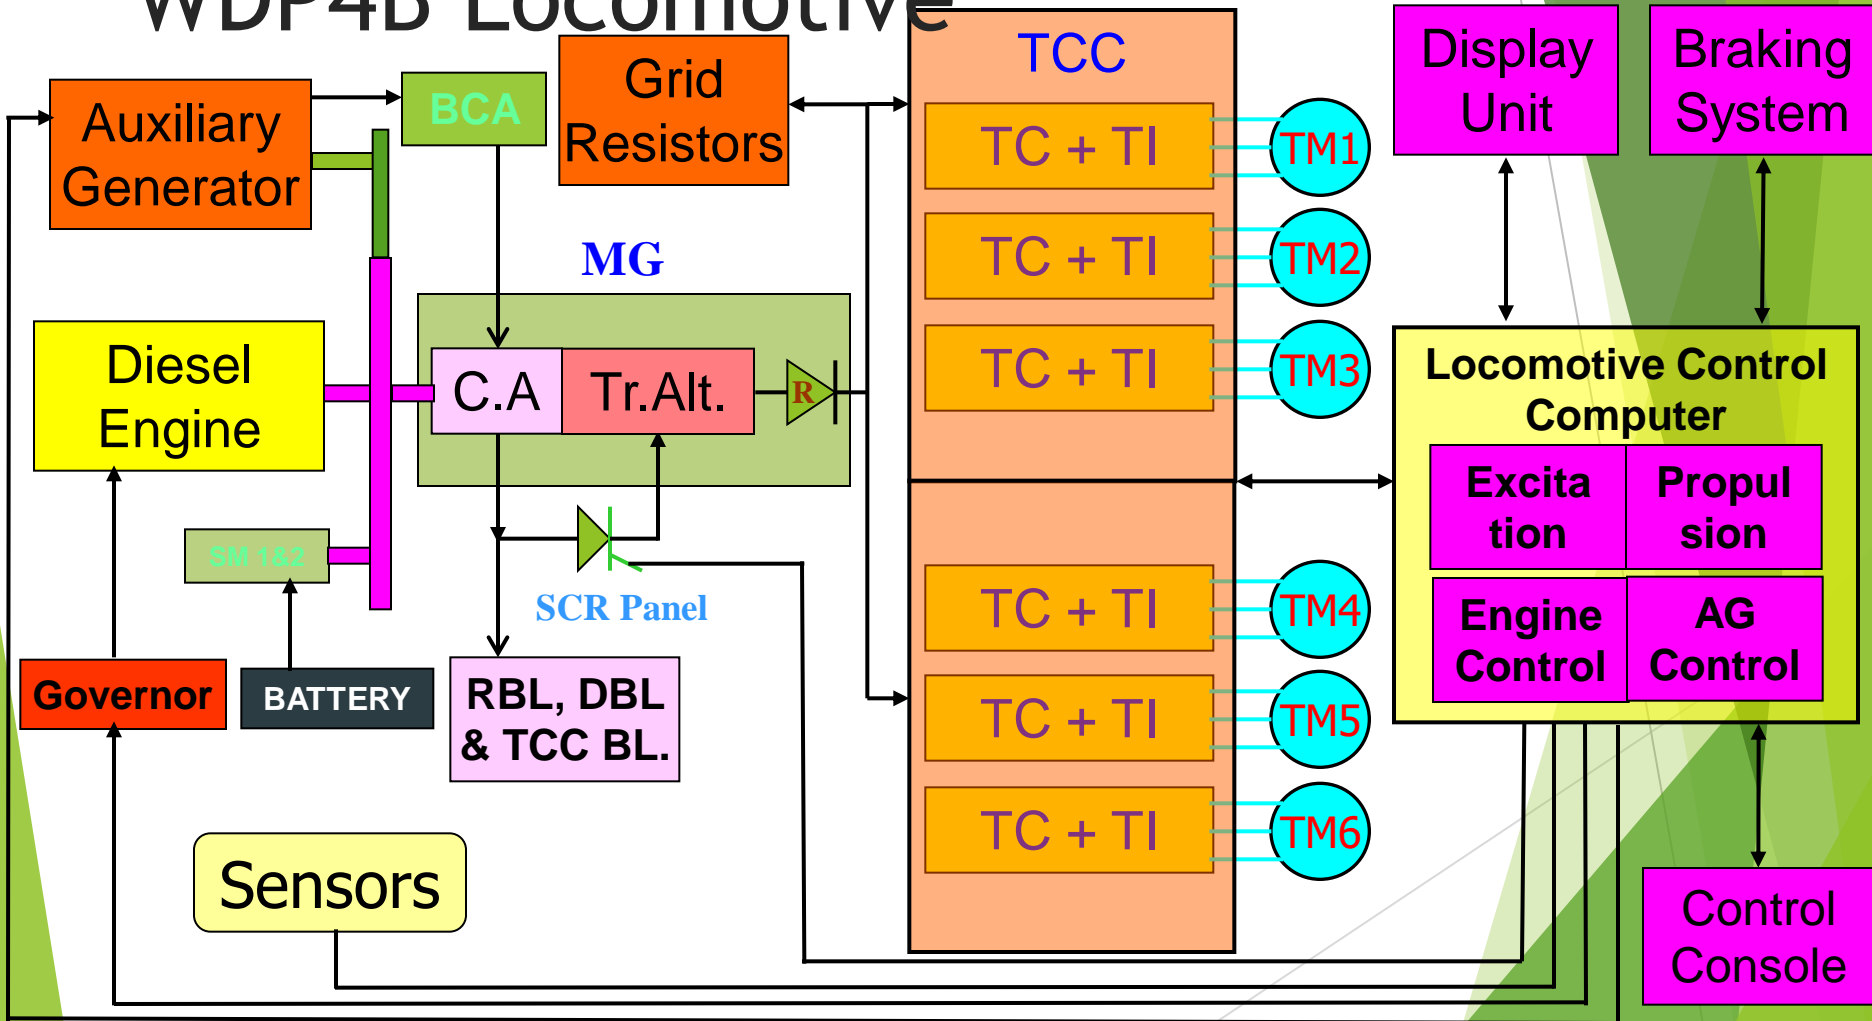 WDP4B Locomotive
TCC
Display
Unit
Braking
System
Grid
Resistors
BCA
Auxiliary
Generator
TC + TI
TM1
TC + TI
TM2
MG
TC + TI
TM3
Diesel
Engine
C.A
Tr.Alt.
R
Locomotive Control
Computer
Excita
tion
Propul
sion
SM 1&2
SCR Panel
TC + TI
TM4
Engine
Control
AG
Control
Governor
BATTERY
RBL, DBL
& TCC BL.
TC + TI
TM5
TC + TI
TM6
Sensors
Control
Console